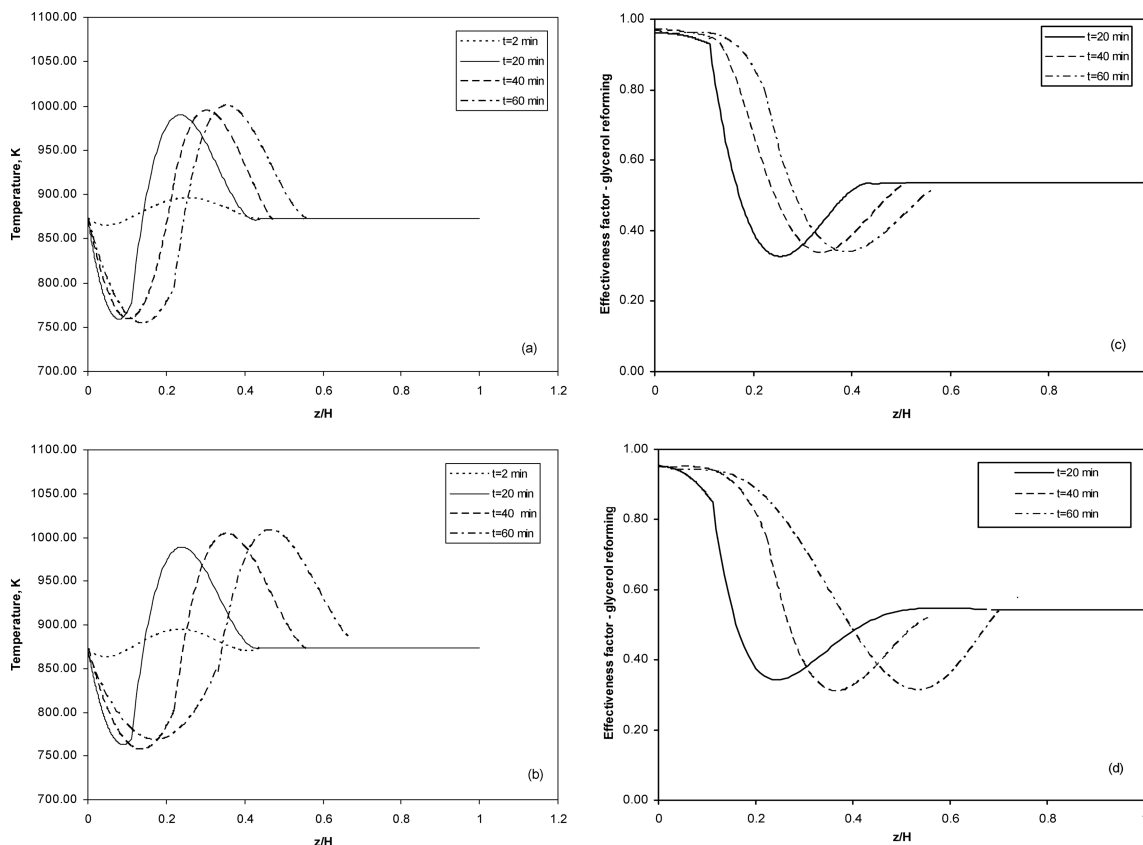 1100.00
1050.00
1000.00
950.00
900.00
850.00
800.00
750.00
700.00
Temperature, K
t=2 min
t=20 min
t=40 min
t=60 min
(a)
0
0.2
0.4
0.6
0.8
1
1.2
z/H
1.00
0.80
0.60
0.40
0.20
0.00
Effectiveness factor - glycerol reforming
t=20 min
t=40 min
t=60 min
(c)
0
0.2
0.4
0.6
0.8
z/H
1100.00
1050.00
1000.00
950.00
900.00
850.00
800.00
750.00
700.00
Temperature, K
t=2 min
t=20 min
t=40 min
t=60 min
(b)
0
0.2
0.4
0.6
0.8
1
1.2
z/H
1.00
0.80
0.60
0.40
0.20
0.00
Effectiveness factor - glycerol reforming
t=20 min
t=40 min
t=60 min
(d)
0
0.2
0.4
0.6
0.8
z/H